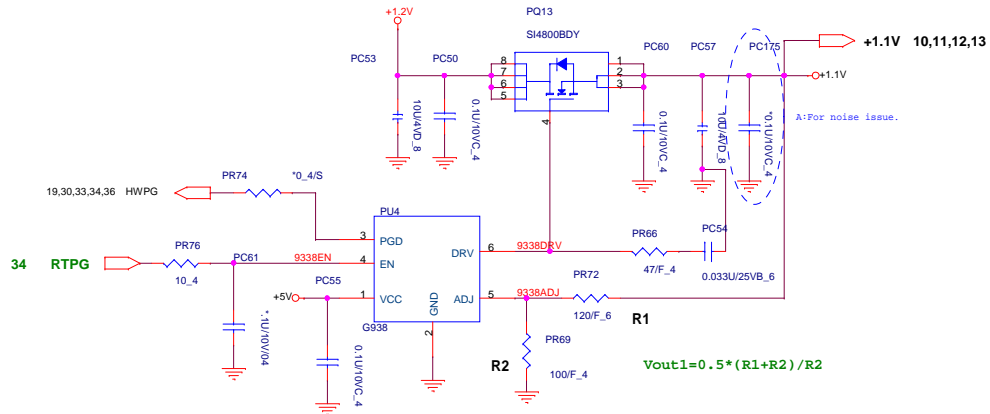 +1.2V
PQ13
SI4800BDY
PC53
PC50
PC60
PC57
PC175
+1.1V 10,11,12,13
+1.1V
8
7
6
5
1
2
3
4
10U/4VD_8
0.1U/10VC_4
0.1U/10VC_4
10U/4VD_8
*0.1U/10VC_4
A:For noise issue.
19,30,33,34,36 HWPG
PR74
*0_4/S
PU4
3
PGD
DRV
6
9338DRV
PR66
47/F_4
PC54
0.033U/25VB_6
34 RTPG
PR76
10_4
PC61
9338EN
4
EN
PC55
+5V
1
VCC
GND
2
ADJ
5
9338ADJ
G938
PR72
120/F_6
R1
*.1U/10V/04
0.1U/10VC_4
R2
PR69
100/F_4
Vout1=0.5*(R1+R2)/R2